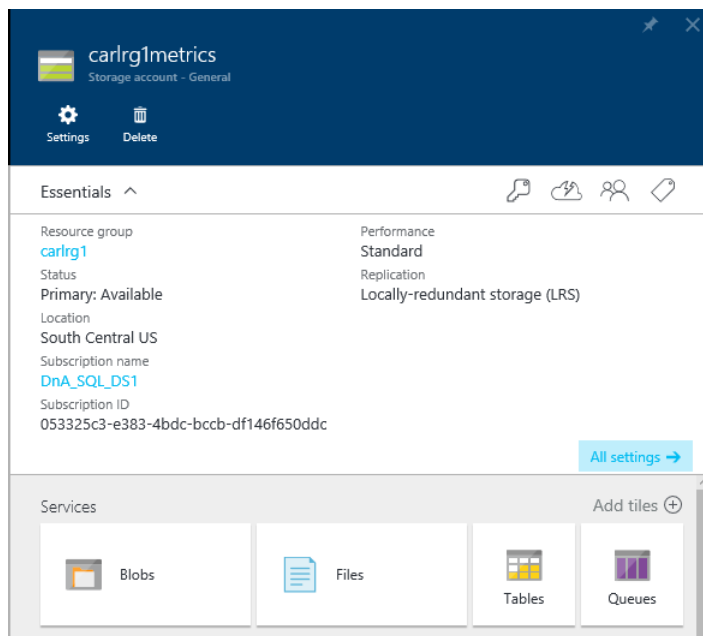 carlrg1metrics
Storage account - General
Settings
Delete
Essentials
Resource group
carlrg1
Status
Primary: Available
Location
South Central US
Subscription name
DnA_SQL_DS1
Subscription ID
053325c3-e383-4bdc-bccb-df146f650ddc
Performance
Standard
Replication
Locally-redundant storage (LRS)
All settings →
Services
Add tiles
Blobs
Files
Tables
Queues